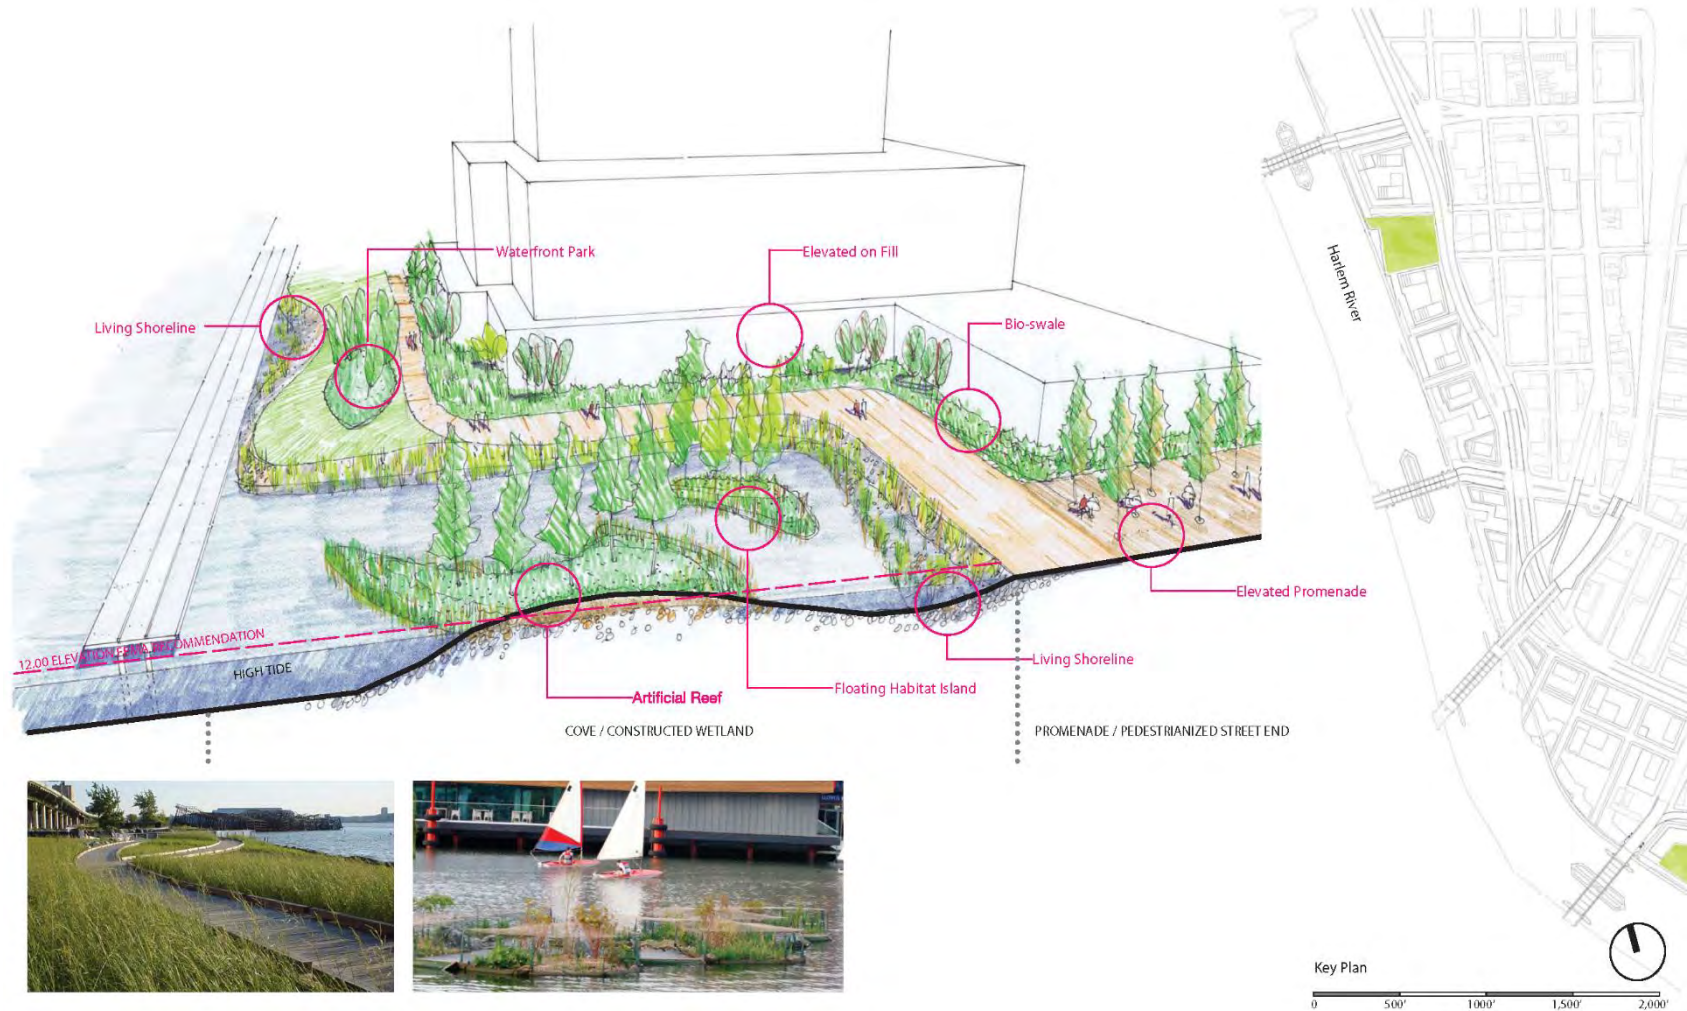 Waterfront Park
Elevated on Fill
Living Shoreline
Bio-swale
Harlem River
Elevated Promenade
12.00 ELEVATION FEMA RECOMMENDATION
HIGH TIDE
Living Shoreline
Floating Habitat Island
Artificial Reef
COVE / CONSTRUCTED WETLAND
PROMENADE / PEDESTRIANIZED STREET END
Key Plan
0 500' 1000' 1,500' 2,000'